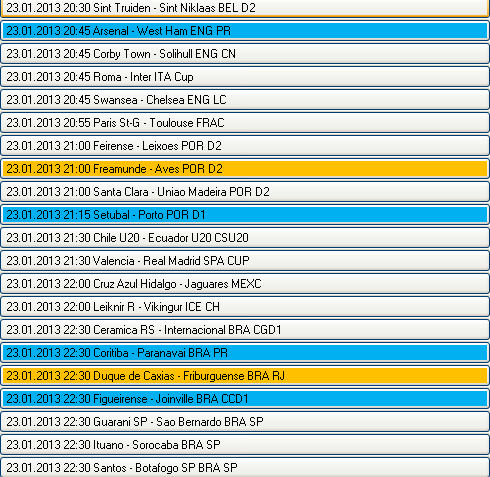 23.01.2013 20:30 Sint Truiden - Sint Niklaas BEL D2
23.01.2013 20:45 Arsenal - West Ham ENG PR
23.01.2013 20:45 Corby Town - Solihull ENG CN
23.01.2013 20:45 Roma - Inter ITA Cup
23.01.2013 20:45 Swansea - Chelsea ENG LC
23.01.2013 20:55 Paris St-G - Toulouse FRAC
23.01.2013 21:00 Feirense - Leixoes POR D2
23.01.2013 21:00 Freamunde - Aves POR D2
23.01.2013 21:00 Santa Clara - Uniao Madeira POR D2
23.01.2013 21:15 Setubal - Porto POR D1
23.01.2013 21:30 Chile U20 - Ecuador U20 CSU20
23.01.2013 21:30 Valencia - Real Madrid SPA CUP
23.01.2013 22:00 Cruz Azul Hidalgo - Jaguares MEXC
23.01.2013 22:00 Leiknir R - Vikingur ICE CH
23.01.2013 22:30 Ceramica RS - Internacional BRA CGD1
23.01.2013 22:30 Coritiba - Paranavai BRA PR
23.01.2013 22:30 Duque de Caxias - Friburguense BRA RJ
23.01.2013 22:30 Figueirense - Joinville BRA CCD1
23.01.2013 22:30 Guarani SP - Sao Bernardo BRA SP
23.01.2013 22:30 Ituano - Sorocaba BRA SP
23.01.2013 22:30 Santos - Botafogo SP BRA SP